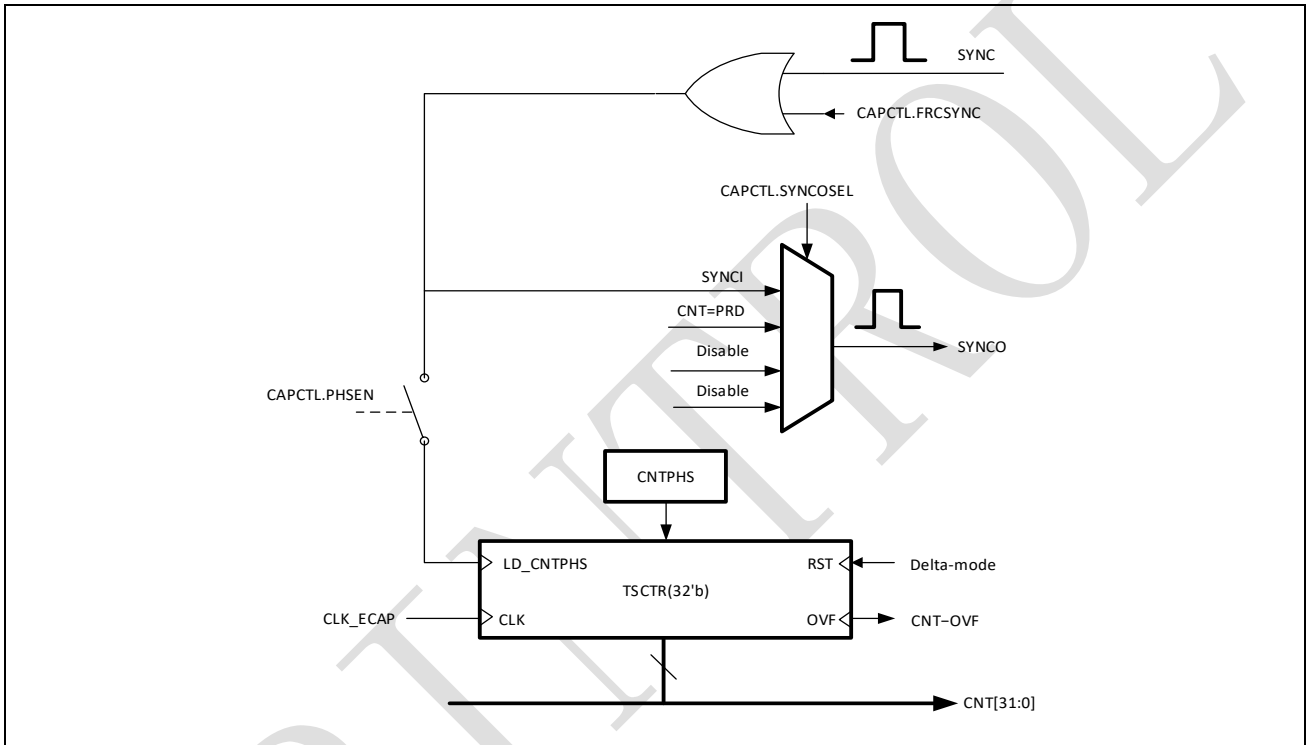 SYNC
CAPCTL.FRCSYNC
CAPCTL.SYNCOSEL
SYNCI
CNT=PRD
Disable
SYNCO
Disable
CAPCTL.PHSEN
CNTPHS
LD_CNTPHS
RST
Delta-mode
TSCTR(32'b)
CLK_ECAP
CLK
OVF
CNT–OVF
CNT[31:0]